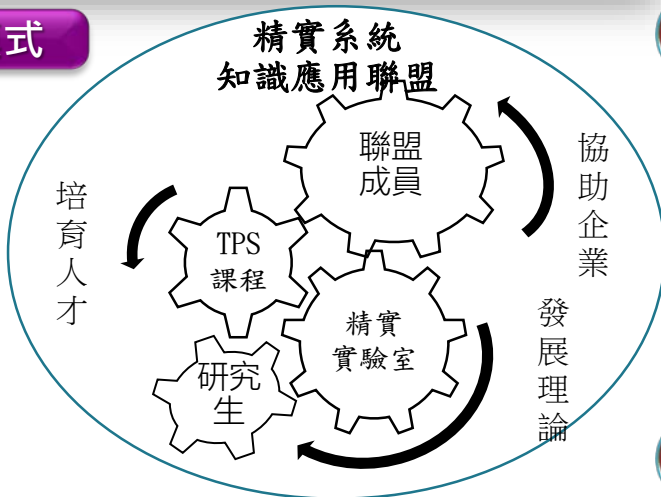 式
精實系統
知識應用聯盟
聯盟
成員
協助企業
培育人才
TPS
課程
精實
實驗室
發展理論
研究
生